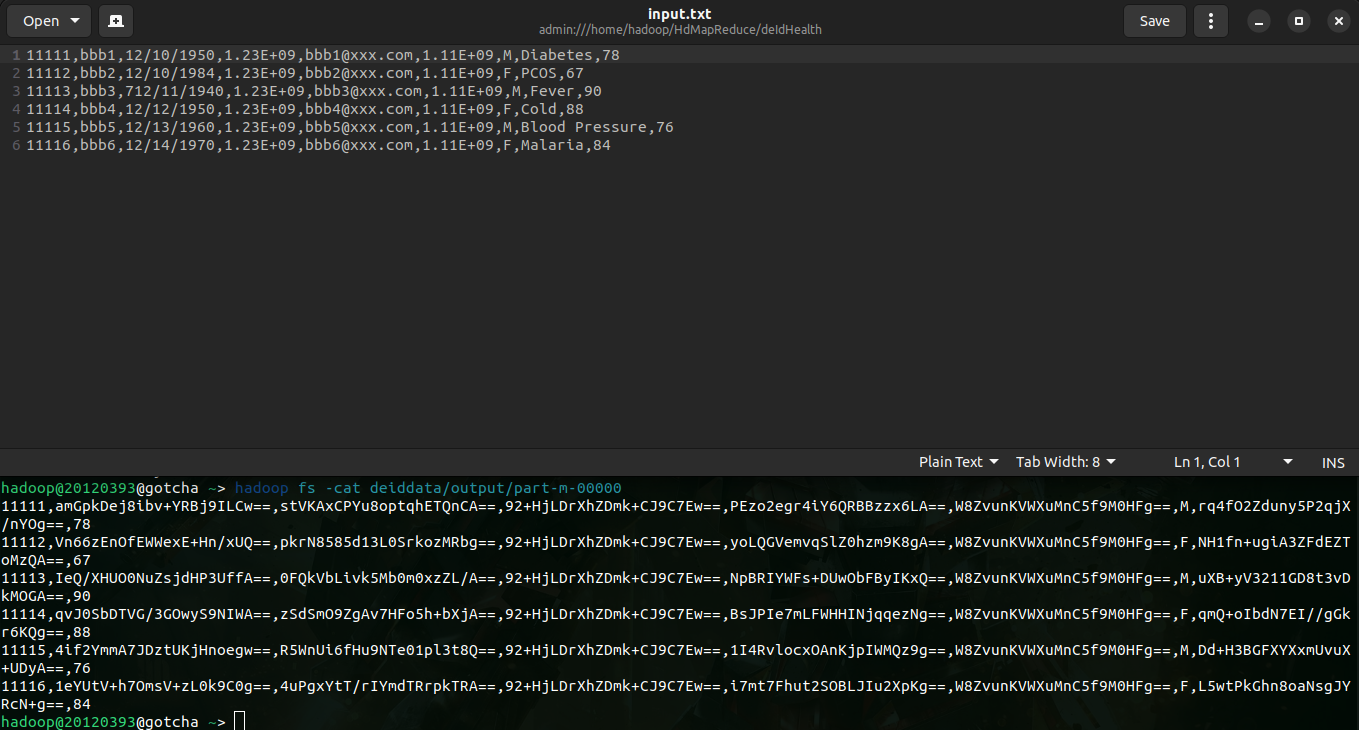 Open
input.txt
admin:///home/hadoop/HdMapReduce/deIdHealth
Save
1 11111,bbb1,12/10/1950,1.23E+09,bbb1@xxx.com,1.11E+09,M,Diabetes,78
2 11112,bbb2,12/10/1984,1.23E+09,bbb2@xxx.com,1.11E+09,F,PCOS,67
3 11113,bbb3,712/11/1940,1.23E+09,bbb3@xxx.com,1.11E+09,M,Fever,90
4 11114,bbb4,12/12/1950,1.23E+09,bbb4@xxx.com,1.11E+09,F,Cold,88
5 11115,bbb5,12/13/1960,1.23E+09,bbb5@xxx.com,1.11E+09,M,Blood Pressure,76
6 11116,bbb6,12/14/1970,1.23E+09,bbb6@xxx.com,1.11E+09,F,Malaria,84
Plain Text Tab Width: 8 Ln 1, Col 1 INS
hadoop@20120393@gotcha ~> hadoop fs -cat deiddata/output/part-m-00000
11111,amGpkDej8ibv+YRBj9ILCw==,stVKAxCPYu8optqhETQnCA==,92+HjLDrXhZDmk+CJ9C7Ew==,PEzo2egr4iY6QRBBzzx6LA==,W8ZvunKVWXuMnC5f9M0HFg==,M,rq4fO2Zduny5P2qjX
/nYOg==,78
11112,Vn66zEnOfEWWexE+Hn/xUQ==,pkrN8585d13L0SrkozMRbg==,92+HjLDrXhZDmk+CJ9C7Ew==,yoLQGVemvqSlZ0hzm9K8gA==,W8ZvunKVWXuMnC5f9M0HFg==,F,NH1fn+ugiA3ZFdEZT
oMzQA==,67
11113,IeQ/XHUO0NuZsjdHP3UffA==,0FQkVbLivk5Mb0m0xzZL/A==,92+HjLDrXhZDmk+CJ9C7Ew==,NpBRIYWFs+DUwObFByIKxQ==,W8ZvunKVWXuMnC5f9M0HFg==,M,uXB+yV3211GD8t3vD
kMOGA==,90
11114,qvJ0SbDTVG/3GOwyS9NIWA==,zSdSmO9ZgAv7HFo5h+bXjA==,92+HjLDrXhZDmk+CJ9C7Ew==,BsJPIe7mLFWHHINjqqezNg==,W8ZvunKVWXuMnC5f9M0HFg==,F,qmQ+oIbdN7EI//gGk
r6KQg==,88
11115,4if2YmmA7JDztUKjHnoegw==,R5WnUi6fHu9NTe01pl3t8Q==,92+HjLDrXhZDmk+CJ9C7Ew==,1I4RvlocxOAnKjpIWMQz9g==,W8ZvunKVWXuMnC5f9M0HFg==,M,Dd+H3BGFXYXxmUvuX
+UDyA==,76
11116,1eYUtV+h7OmsV+zL0k9C0g==,4uPgxYtT/rIYmdTRrpkTRA==,92+HjLDrXhZDmk+CJ9C7Ew==,i7mt7Fhut2SOBLJIu2XpKg==,W8ZvunKVWXuMnC5f9M0HFg==,F,L5wtPkGhn8oaNsgJY
RcN+g==,84
hadoop@20120393@gotcha ~>